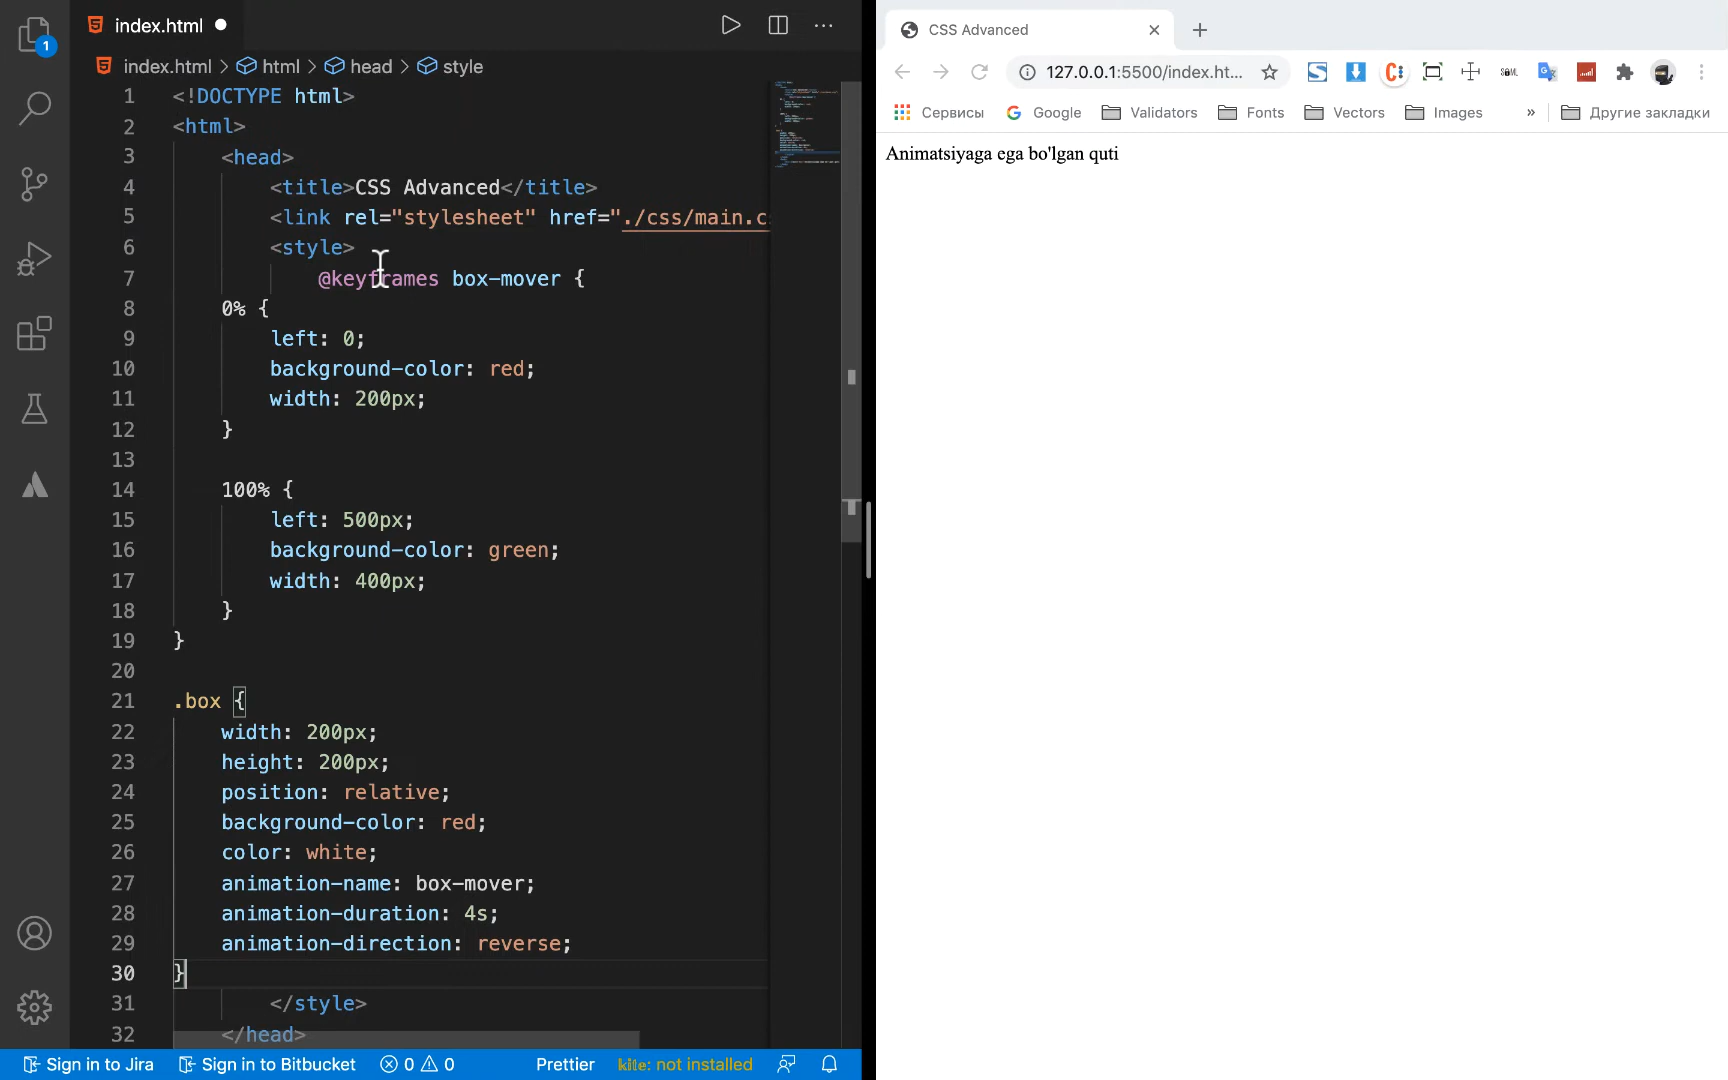 1
index.html
index.html > html > head > style
1 <!DOCTYPE html>
2 <html>
3 <head>
4 <title>CSS Advanced</title>
5 <link rel="stylesheet" href="./css/main.c
6 <style>
7 @keyframes box-mover {
8 0% {
9 left: 0;
10 background-color: red;
11 width: 200px;
12 }
13
14 100% {
15 left: 500px;
16 background-color: green;
17 width: 400px;
18 }
19 }
20
21 .box {
22 width: 200px;
23 height: 200px;
24 position: relative;
25 background-color: red;
26 color: white;
27 animation-name: box-mover;
28 animation-duration: 4s;
29 animation-direction: reverse;
30 }
31 </style>
32 </head>
Sign in to Jira Sign in to Bitbucket 0 0 Prettier kite: not installed
CSS Advanced
127.0.0.1:5500/index.ht...
Сервисы Google Validators Fonts Vectors Images » Другие закладки
Animatsiyaga ega bo'lgan quti